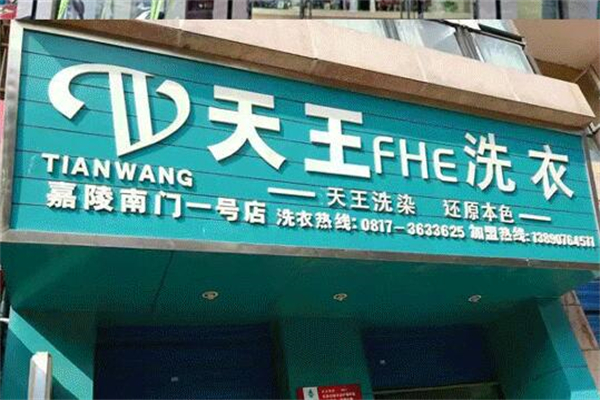 天王FHE洗衣
TIANWANG
天王洗染 还原本色
嘉陵南门一号店 洗衣热线:0817-3633625 加盟热线:13890764511